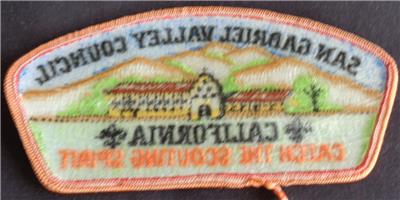 SAN GABRIEL VALLEY COUNCIL
CALIFORNIA
CATCH THE SCOUTING SPIRIT